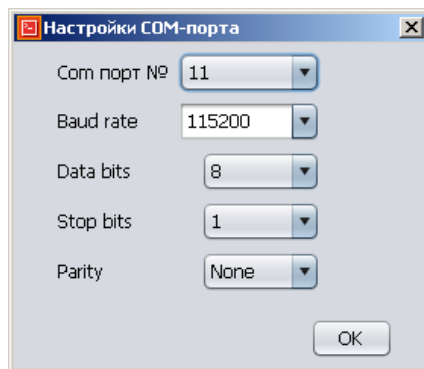 Настройки COM-порта
Com порт № 11
Baud rate 115200
Data bits 8
Stop bits 1
Parity None
OK